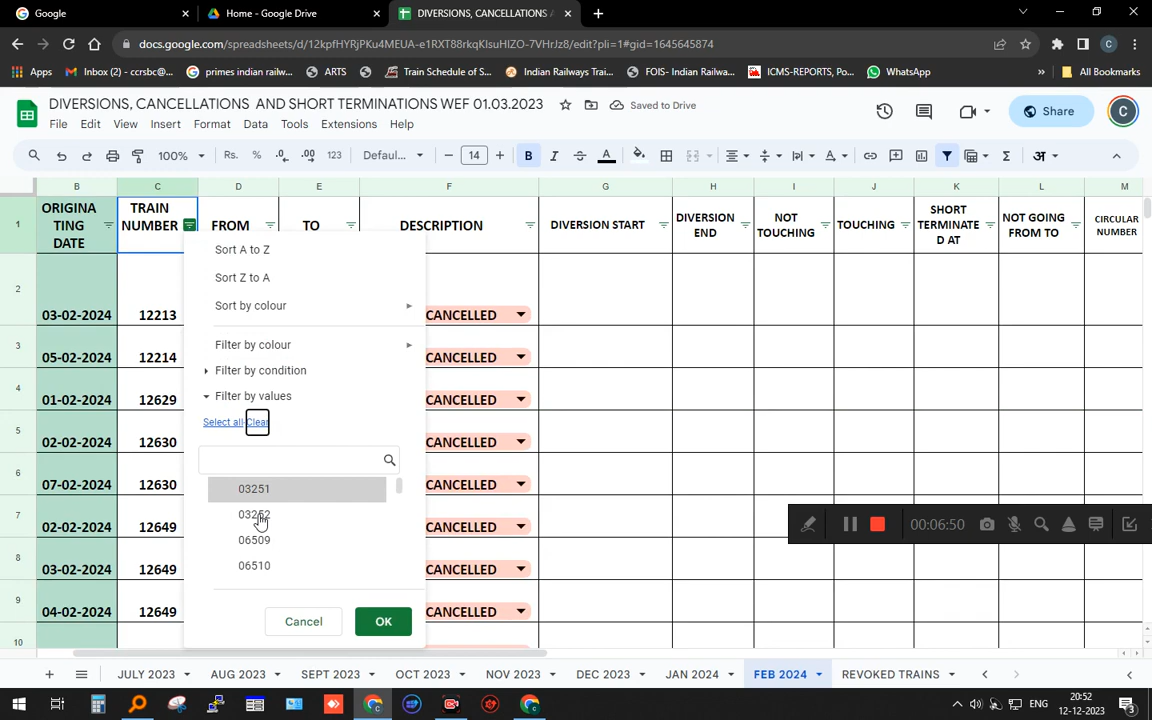 Google
Home - Google Drive
DIVERSIONS, CANCELLATIONS A
docs.google.com/spreadsheets/d/12kpfHYRjPKu4MEUA-e1RXT88rkqKIsuHIZO-7VHrJz8/edit?pli=1#gid=1645645874
Apps
Inbox (2) - ccrsbc@...
primes indian railw...
ARTS
Train Schedule of S...
Indian Railways Trai...
FOIS- Indian Railwa...
ICMS-REPORTS, Po...
WhatsApp
»
All Bookmarks
DIVERSIONS, CANCELLATIONS AND SHORT TERMINATIONS WEF 01.03.2023
Saved to Drive
File Edit View Insert Format Data Tools Extensions Help
Share
C
100% Rs. % .0 .00 123 Defaul... 14 B I A अ
B C D E F G H I J K L M
1
ORIGINA
TING
DATE
TRAIN
NUMBER
FROM
TO
DESCRIPTION
DIVERSION START
DIVERSION
END
NOT
TOUCHING
TOUCHING
SHORT
TERMINATE
D AT
NOT GOING
FROM TO
CIRCULAR
NUMBER
2 03-02-2024 12213 CANCELLED
3 05-02-2024 12214 CANCELLED
4 01-02-2024 12629 CANCELLED
5 02-02-2024 12630 CANCELLED
6 07-02-2024 12630 CANCELLED
7 02-02-2024 12649 CANCELLED
8 03-02-2024 12649 CANCELLED
9 04-02-2024 12649 CANCELLED
10
Sort A to Z
Sort Z to A
Sort by colour
Filter by colour
Filter by condition
Filter by values
Select all Clear
03251
03252
06509
06510
Cancel
OK
00:06:50
JULY 2023
AUG 2023
SEPT 2023
OCT 2023
NOV 2023
DEC 2023
JAN 2024
FEB 2024
REVOKED TRAINS
ENG
20:52
12-12-2023
3